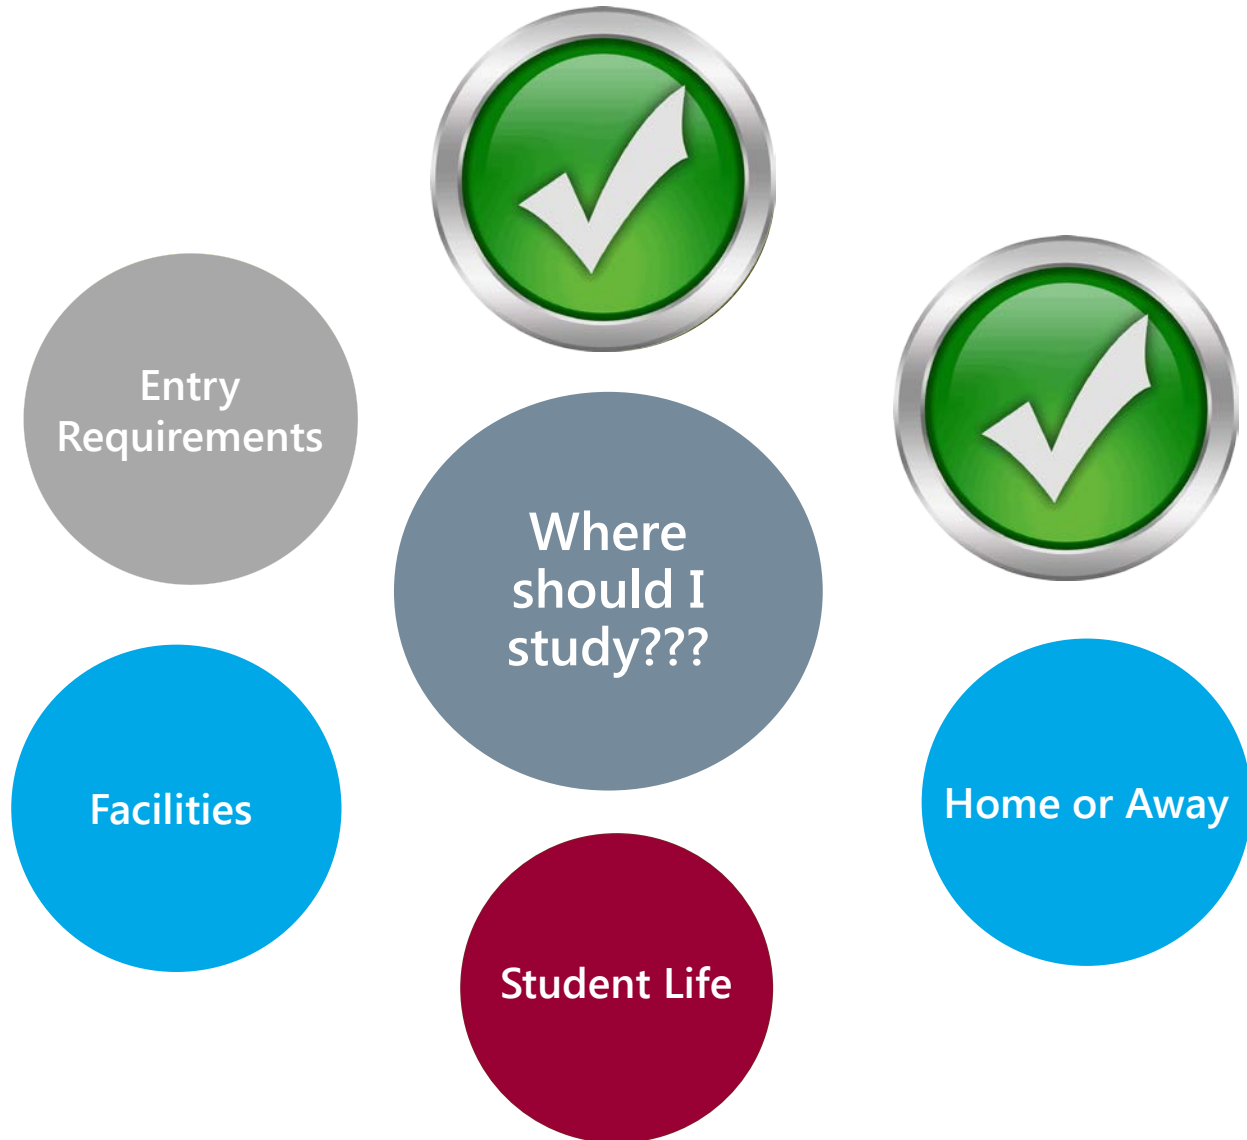 Entry
Requirements
Where
should I
study???
Facilities
Home or Away
Student Life